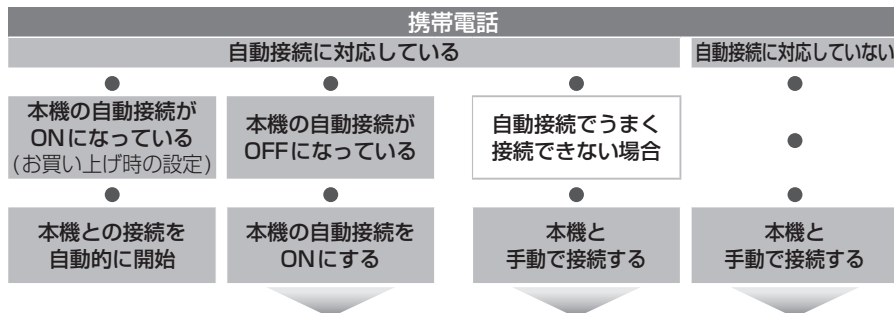 携帯電話
自動接続に対応している
自動接続に対応していない
本機の自動接続が
ONになっている
(お買い上げ時の設定)
本機の自動接続が
OFFになっている
自動接続でうまく
接続できない場合
本機との接続を
自動的に開始
本機の自動接続を
ONにする
本機と
手動で接続する
本機と
手動で接続する